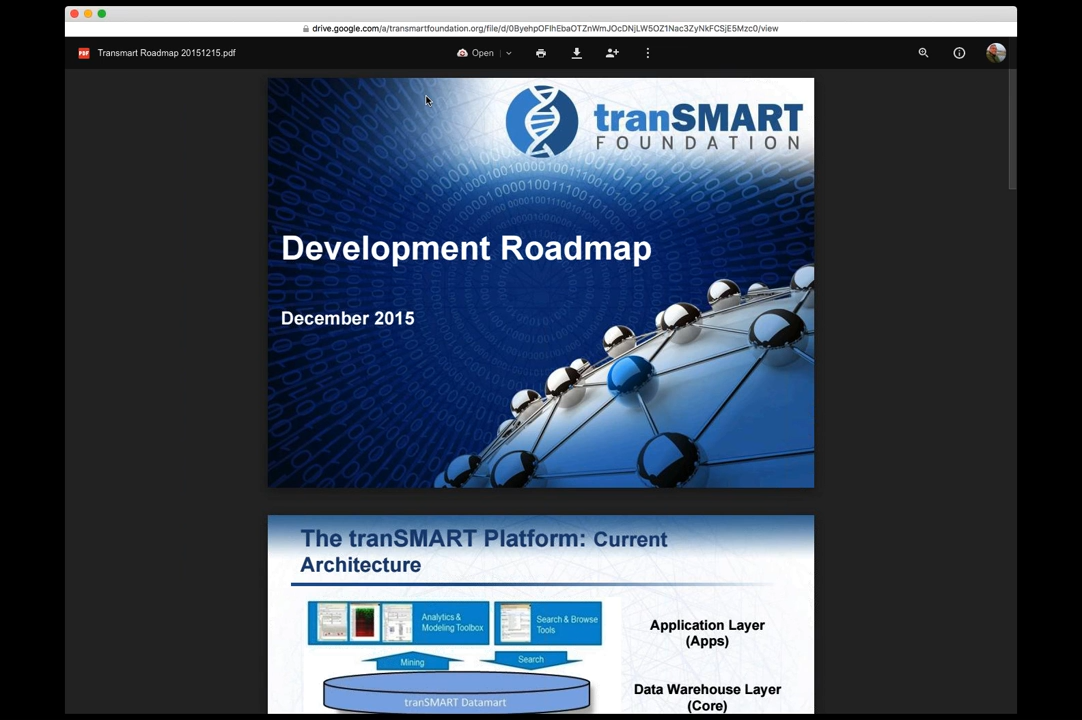 drive.google.com/a/transmartfoundation.org/file/d/0ByehpOFIhEbaOTZnWmJOcDNjLW5OZ1Nac3ZyNkFCSjE5Mzc0/view
PDF Transmart Roadmap 20151215.pdf
Open
tranSMART
FOUNDATION
Development Roadmap
December 2015
The tranSMART Platform: Current
Architecture
Analytics &
Modeling Toolbox
Search & Browse
Tools
Application Layer
(Apps)
Mining
Search
Data Warehouse Layer
(Core)
tranSMART Datamart